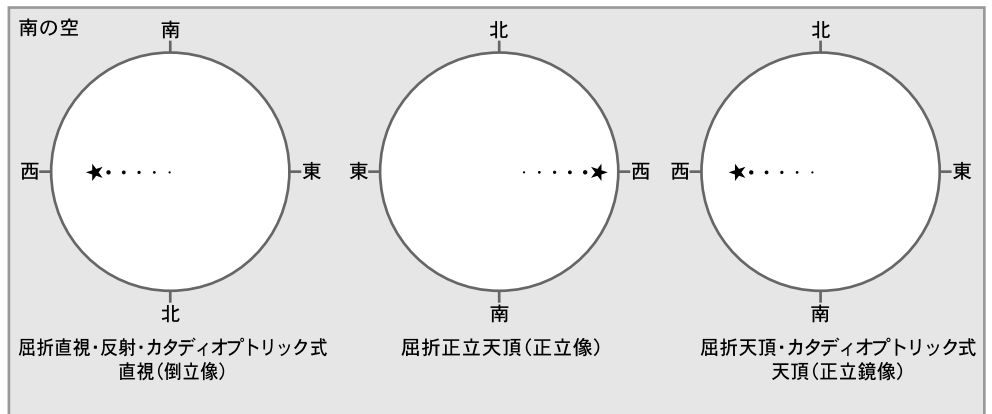 南の空
南
西
東
北
屈折直視・反射・カタディオプトリック式
直視(倒立像)
北
東
西
南
屈折正立天頂(正立像)
北
西
東
南
屈折天頂・カタディオプトリック式
天頂(正立鏡像)